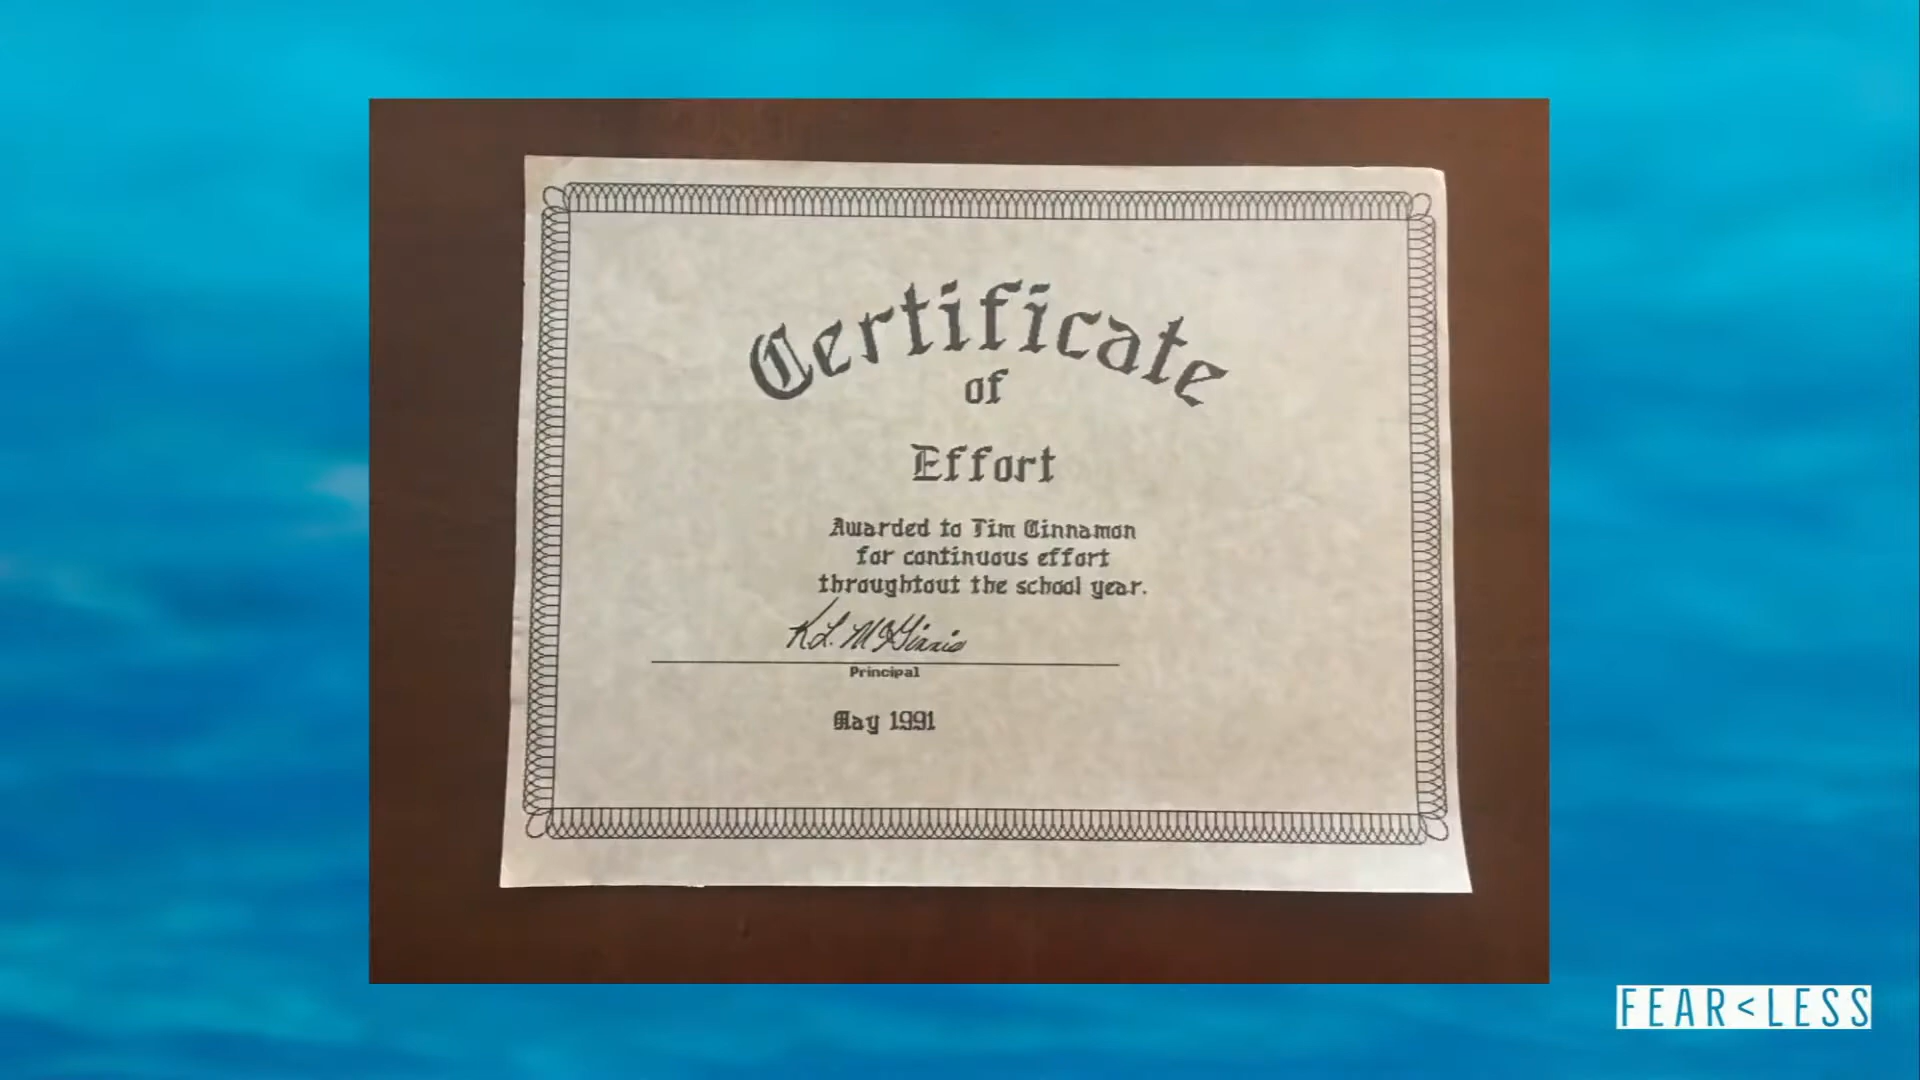 Certificate
of
Effort
Awarded to Tim Cinnamon
for continuous effort
throughtout the school year.
K.L. McGinnis
Principal
May 1991
FEAR<LESS